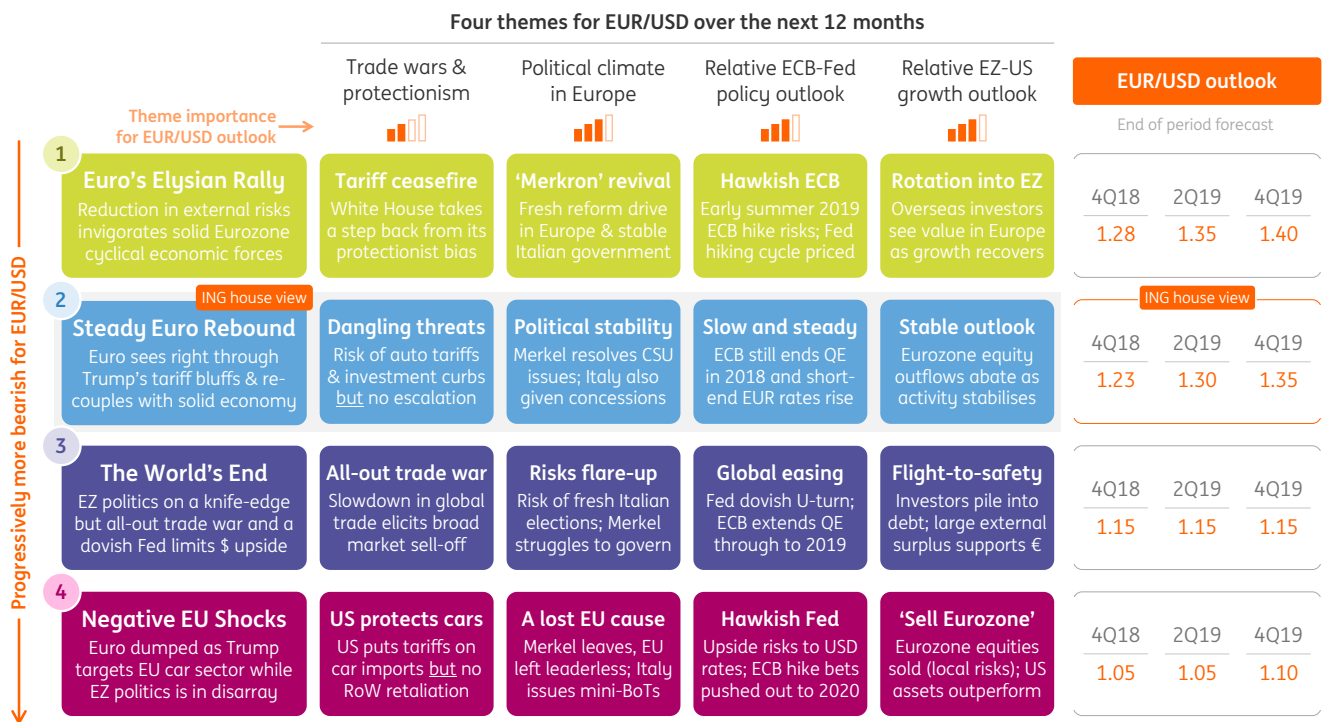 Four themes for EUR/USD over the next 12 months
Trade wars &
protectionism
Political climate
in Europe
Relative ECB-Fed
policy outlook
Relative EZ-US
growth outlook
EUR/USD outlook
End of period forecast
Theme importance
for EUR/USD outlook
Progressively more bearish for EUR/USD
1
Euro's Elysian Rally
Reduction in external risks
invigorates solid Eurozone
cyclical economic forces
Tariff ceasefire
White House takes
a step back from its
protectionist bias
'Merkron' revival
Fresh reform drive
in Europe & stable
Italian government
Hawkish ECB
Early summer 2019
ECB hike risks; Fed
hiking cycle priced
Rotation into EZ
Overseas investors
see value in Europe
as growth recovers
4Q18 2Q19 4Q19
1.28 1.35 1.40
2
ING house view
Steady Euro Rebound
Euro sees right through
Trump's tariff bluffs & re-
couples with solid economy
Dangling threats
Risk of auto tariffs
& investment curbs
but no escalation
Political stability
Merkel resolves CSU
issues; Italy also
given concessions
Slow and steady
ECB still ends QE
in 2018 and short-
end EUR rates rise
Stable outlook
Eurozone equity
outflows abate as
activity stabilises
ING house view
4Q18 2Q19 4Q19
1.23 1.30 1.35
3
The World's End
EZ politics on a knife-edge
but all-out trade war and a
dovish Fed limits $ upside
All-out trade war
Slowdown in global
trade elicits broad
market sell-off
Risks flare-up
Risk of fresh Italian
elections; Merkel
struggles to govern
Global easing
Fed dovish U-turn;
ECB extends QE
through to 2019
Flight-to-safety
Investors pile into
debt; large external
surplus supports €
4Q18 2Q19 4Q19
1.15 1.15 1.15
4
Negative EU Shocks
Euro dumped as Trump
targets EU car sector while
EZ politics is in disarray
US protects cars
US puts tariffs on
car imports but no
RoW retaliation
A lost EU cause
Merkel leaves, EU
left leaderless; Italy
issues mini-BoTs
Hawkish Fed
Upside risks to USD
rates; ECB hike bets
pushed out to 2020
'Sell Eurozone'
Eurozone equities
sold (local risks); US
assets outperform
4Q18 2Q19 4Q19
1.05 1.05 1.10